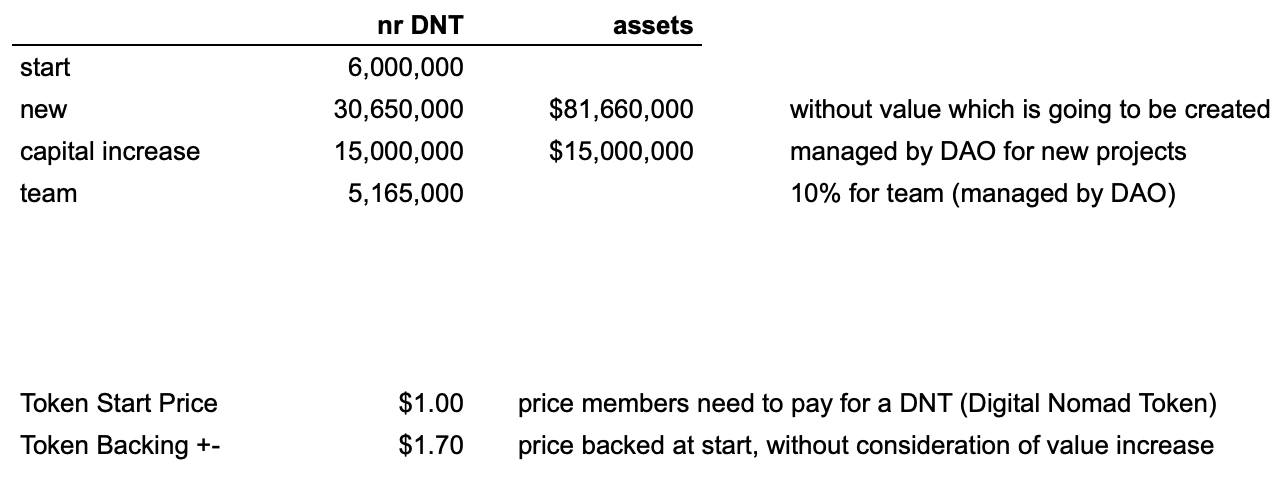 nr DNT assets
start 6,000,000
new 30,650,000 $81,660,000 without value which is going to be created
capital increase 15,000,000 $15,000,000 managed by DAO for new projects
team 5,165,000 10% for team (managed by DAO)
Token Start Price $1.00 price members need to pay for a DNT (Digital Nomad Token)
Token Backing +- $1.70 price backed at start, without consideration of value increase